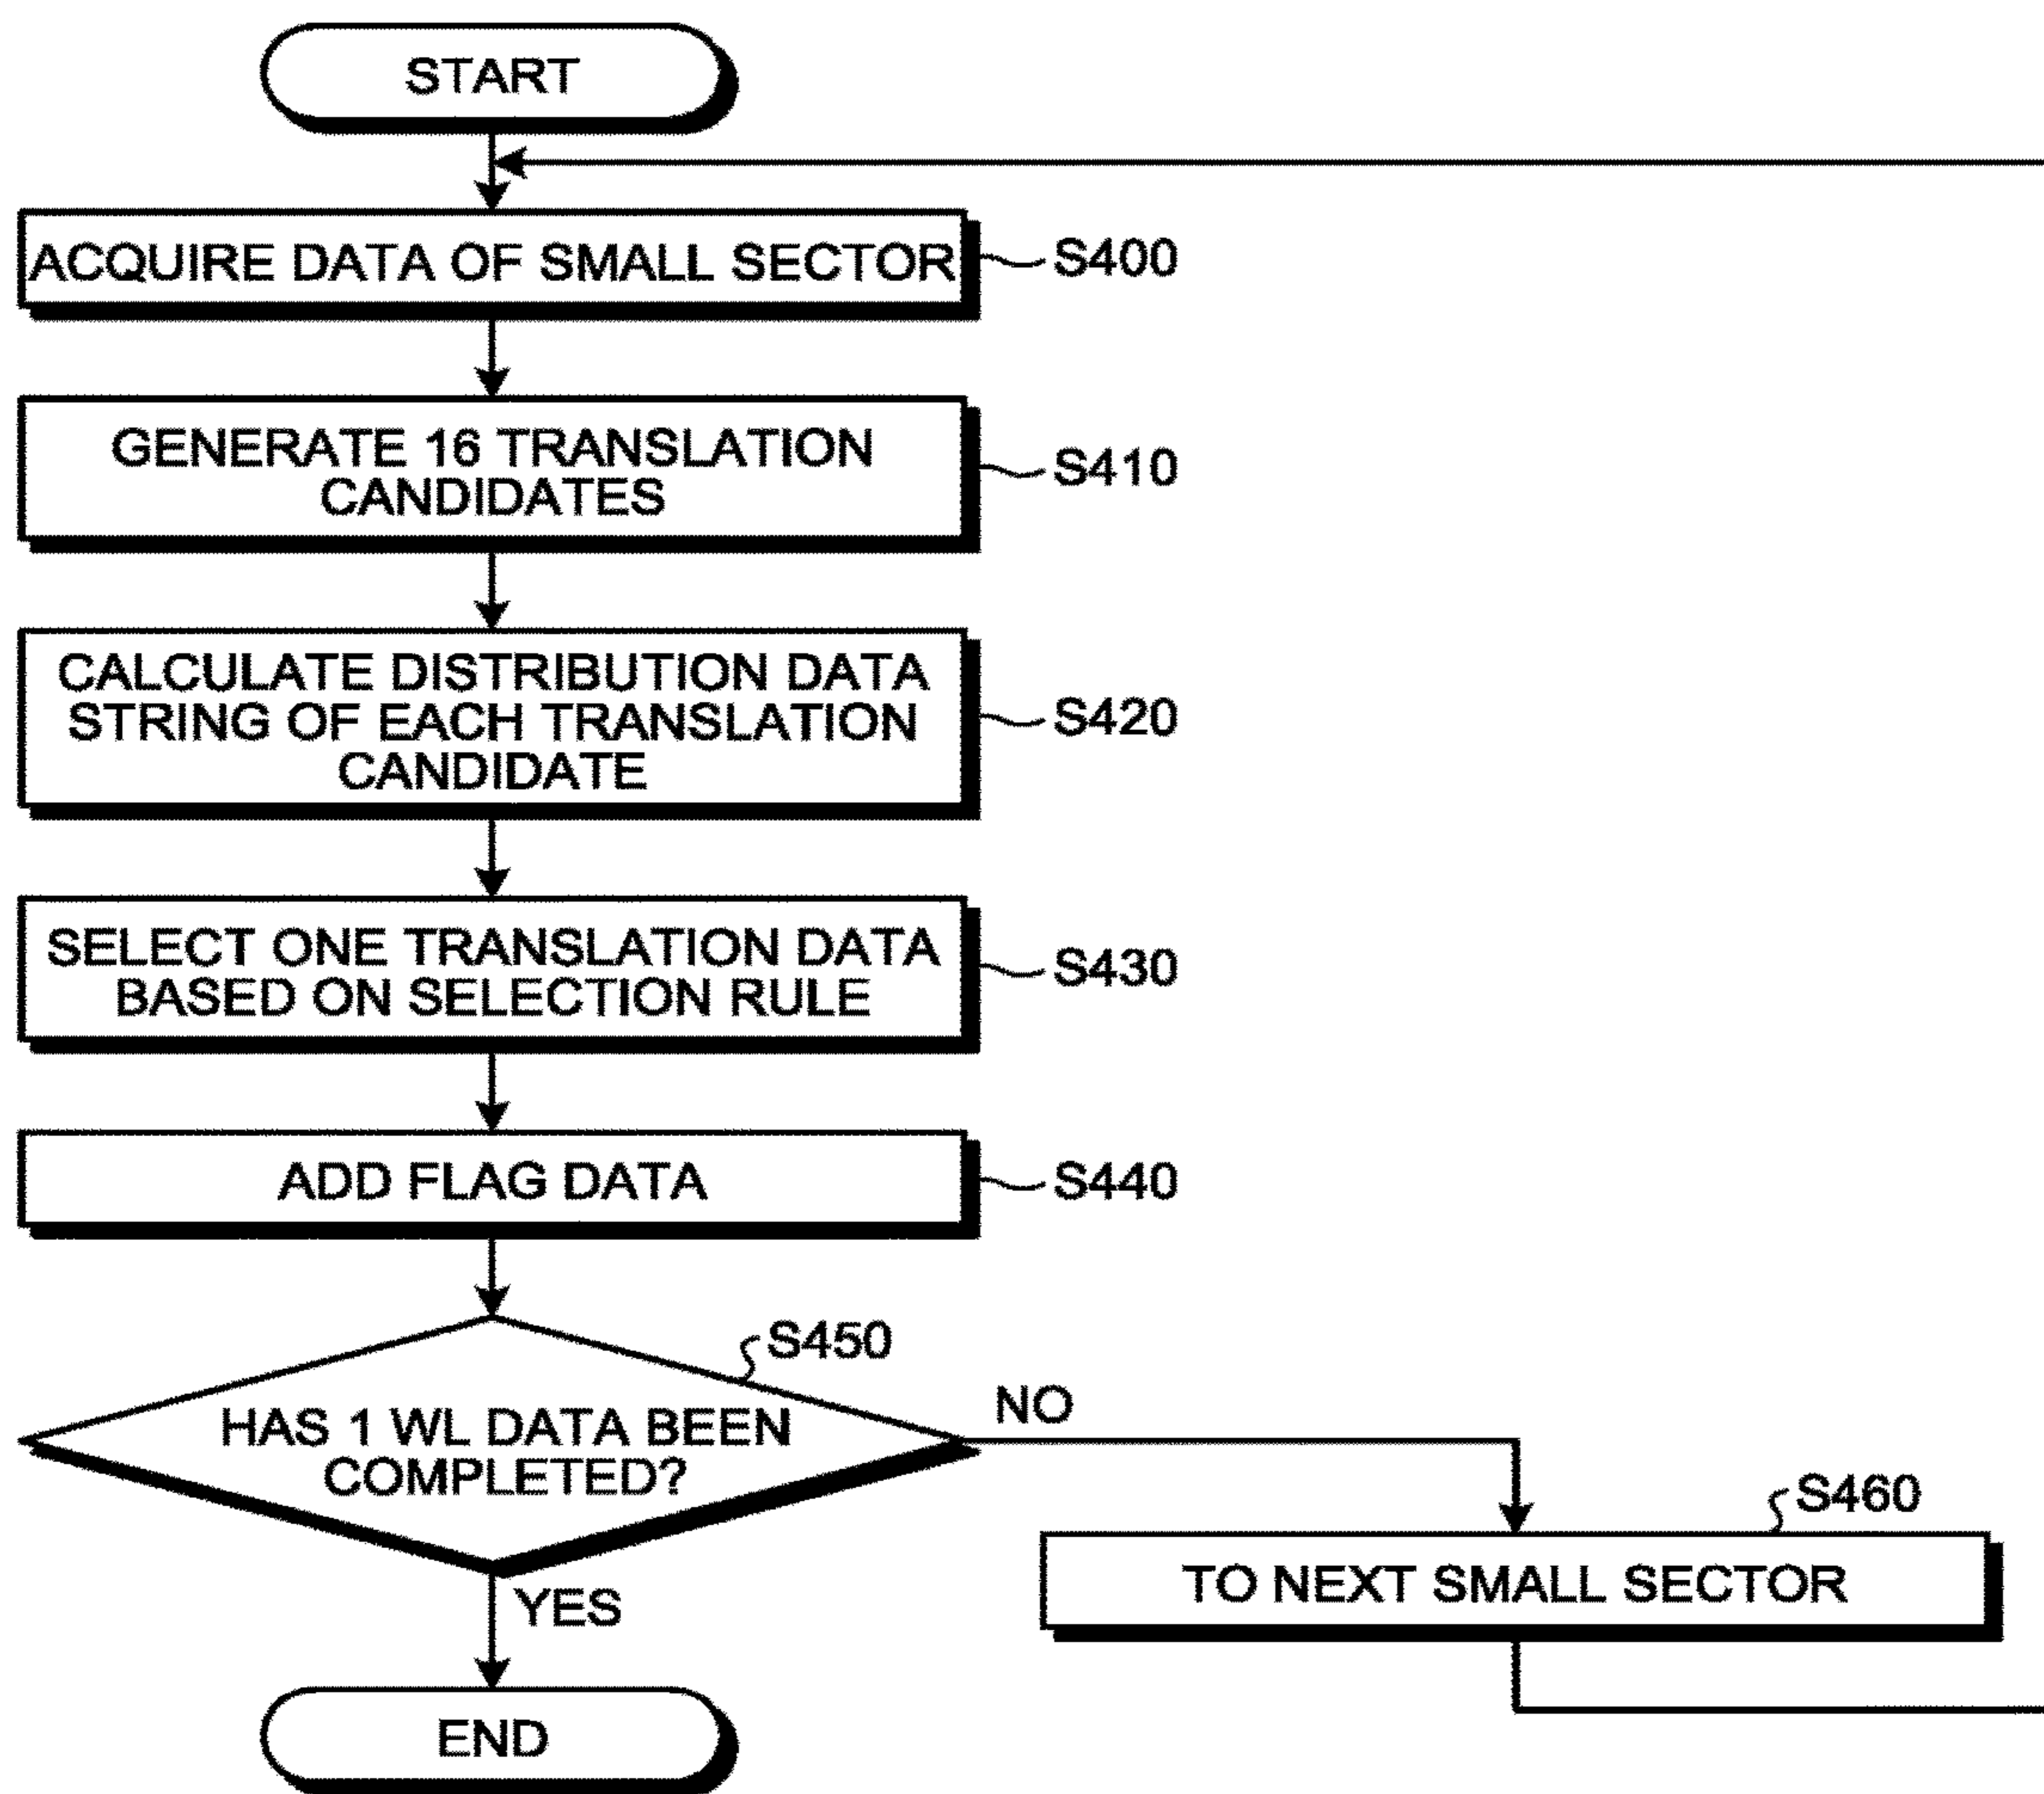 START
ACQUIRE DATA OF SMALL SECTOR
S400
GENERATE 16 TRANSLATION
CANDIDATES
S410
CALCULATE DISTRIBUTION DATA
STRING OF EACH TRANSLATION
CANDIDATE
S420
SELECT ONE TRANSLATION DATA
BASED ON SELECTION RULE
S430
ADD FLAG DATA
S440
S450
HAS 1 WL DATA BEEN
COMPLETED?
NO
S460
TO NEXT SMALL SECTOR
YES
END